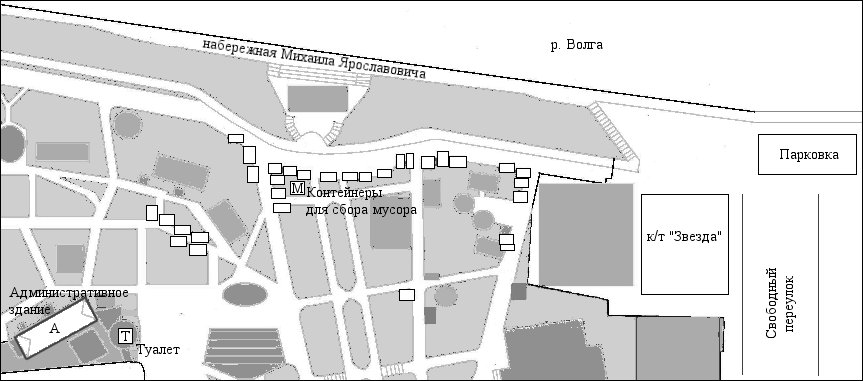 р. Волга
набережная Михаила Ярославовича
Парковка
М
Контейнеры
для сбора мусора
к/т "Звезда"
Свободный
переулок
Административное
здание
А
Т
Туалет